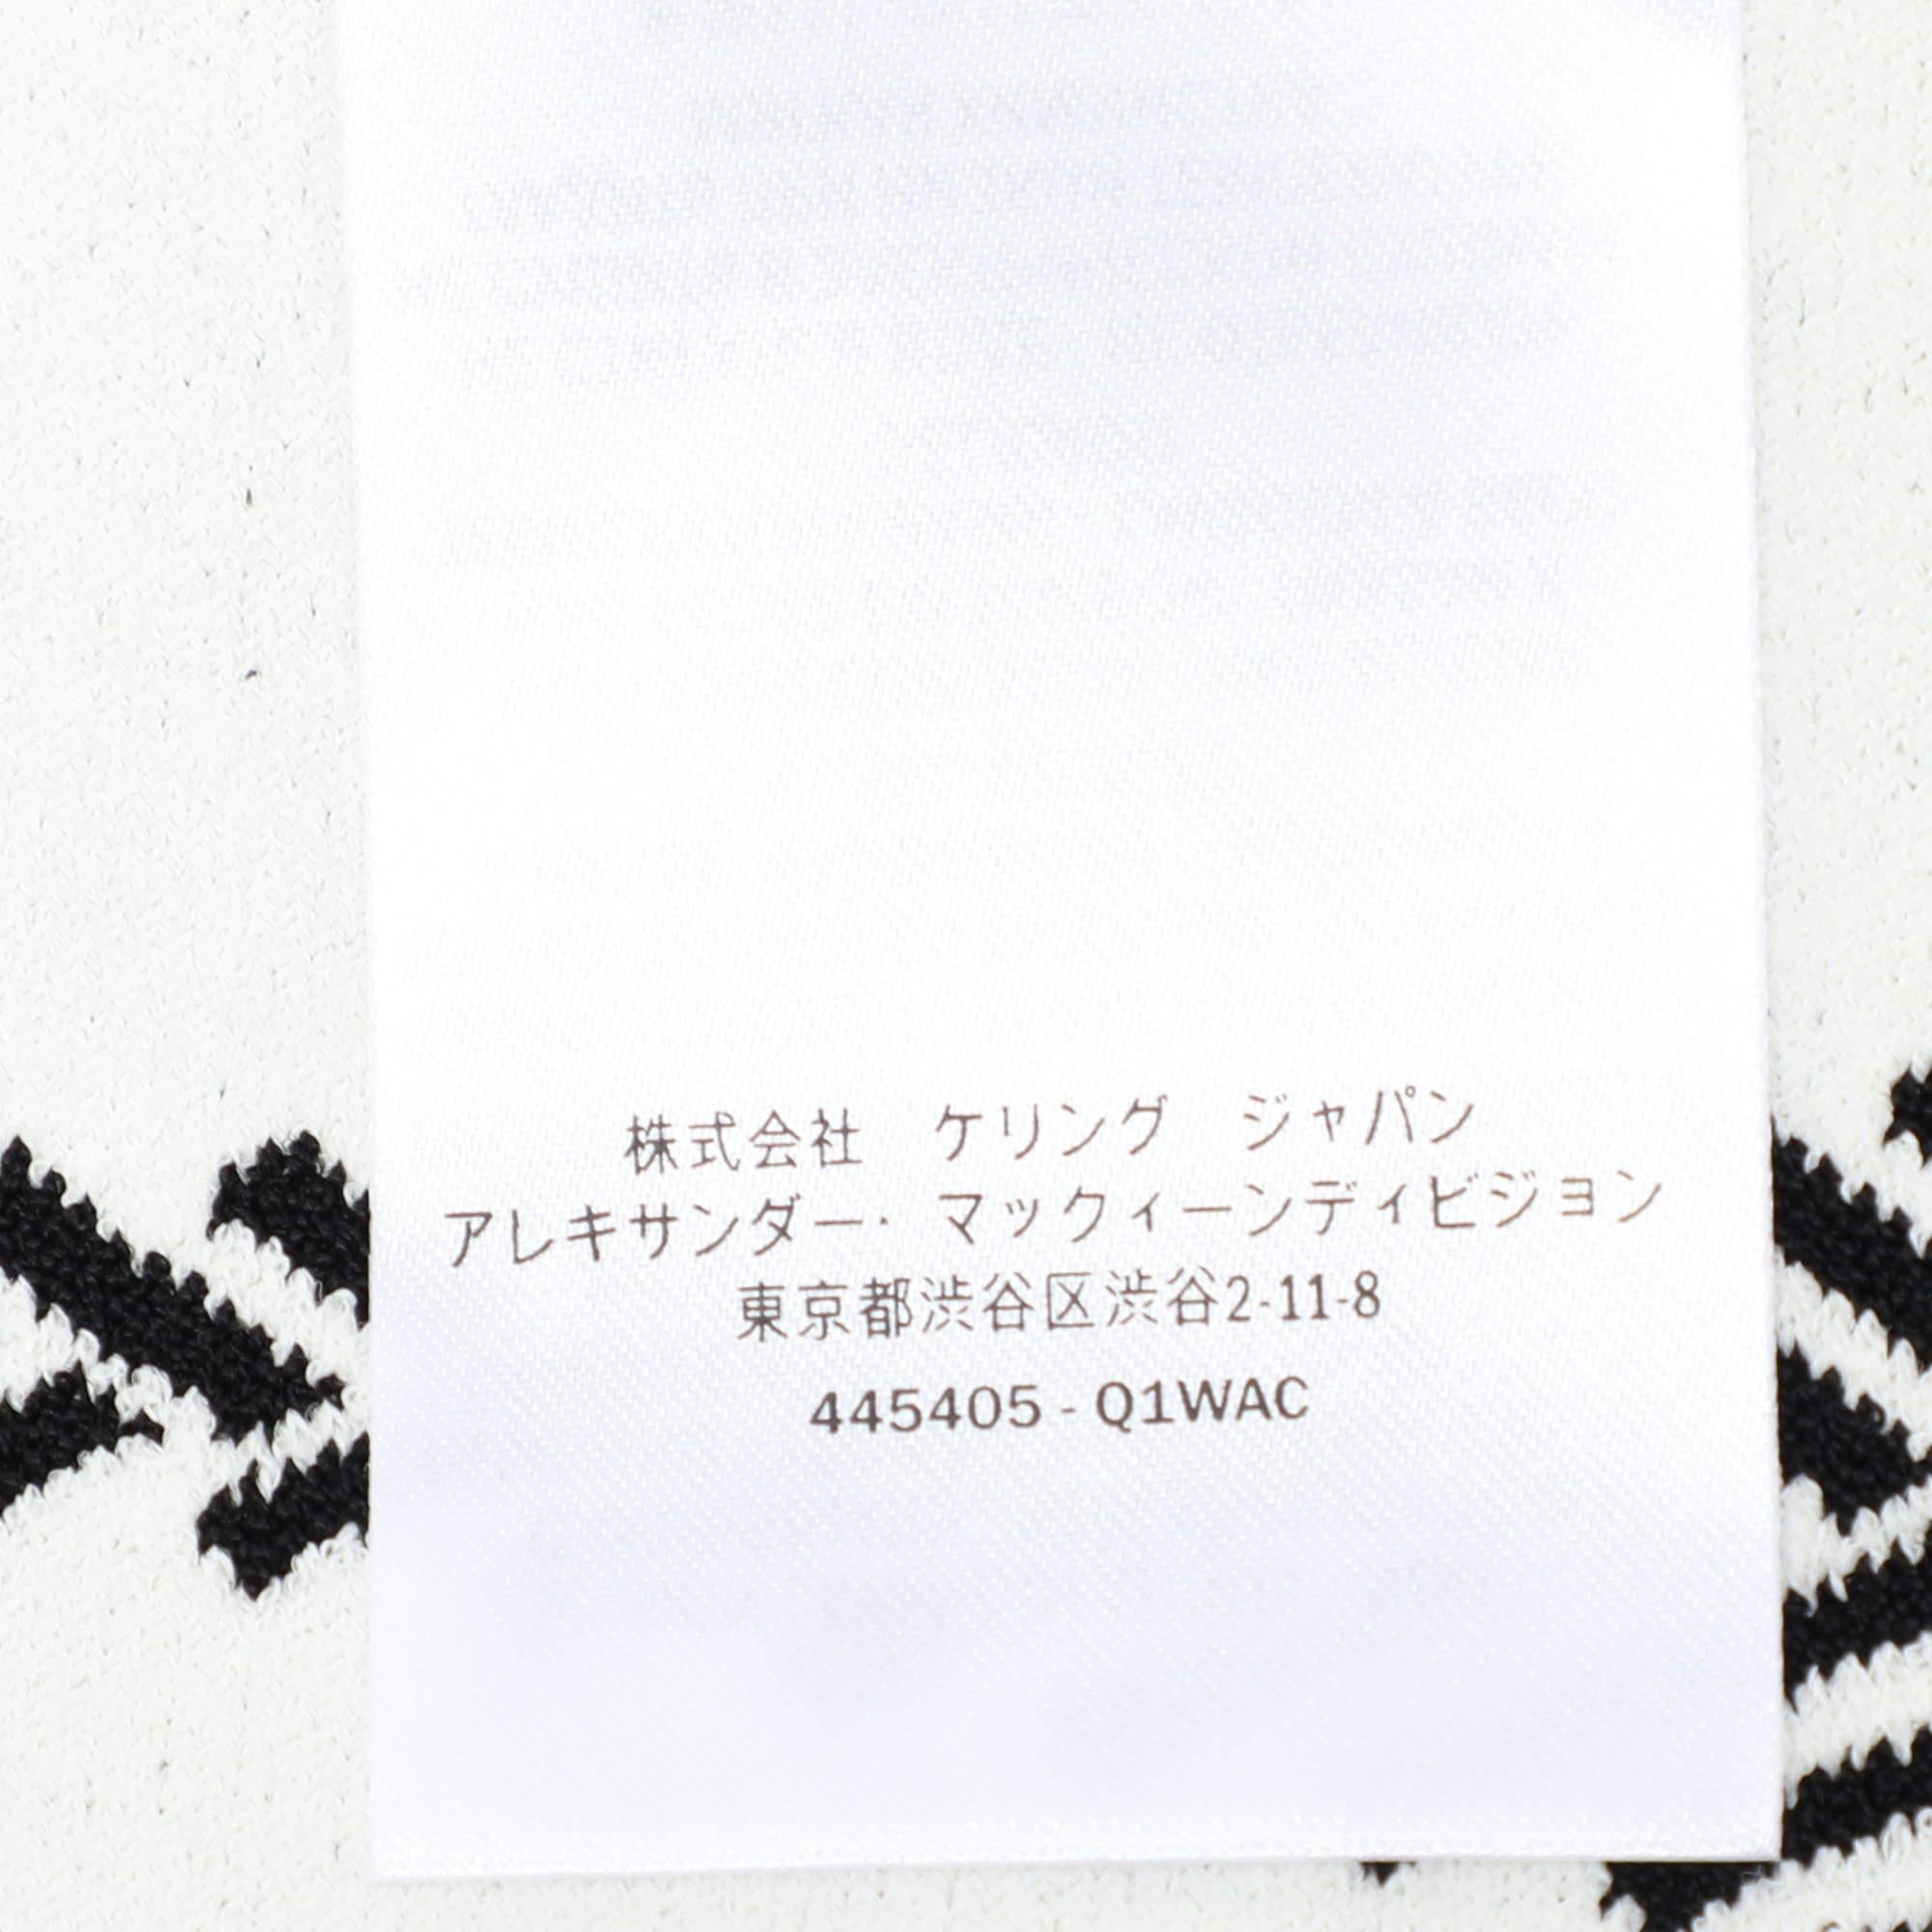 株式会社　ケリング　ジャパン
アレキサンダー・マックィーンディビジョン
東京都渋谷区渋谷2-11-8
445405 - Q1WAC